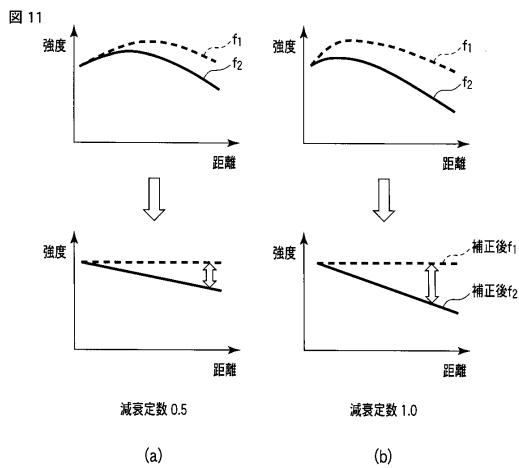 図 11
強度
f1
f2
距離
強度
f1
f2
距離
強度
距離
強度
補正後f1
補正後f2
距離
減衰定数 0.5
減衰定数 1.0
(a)
(b)